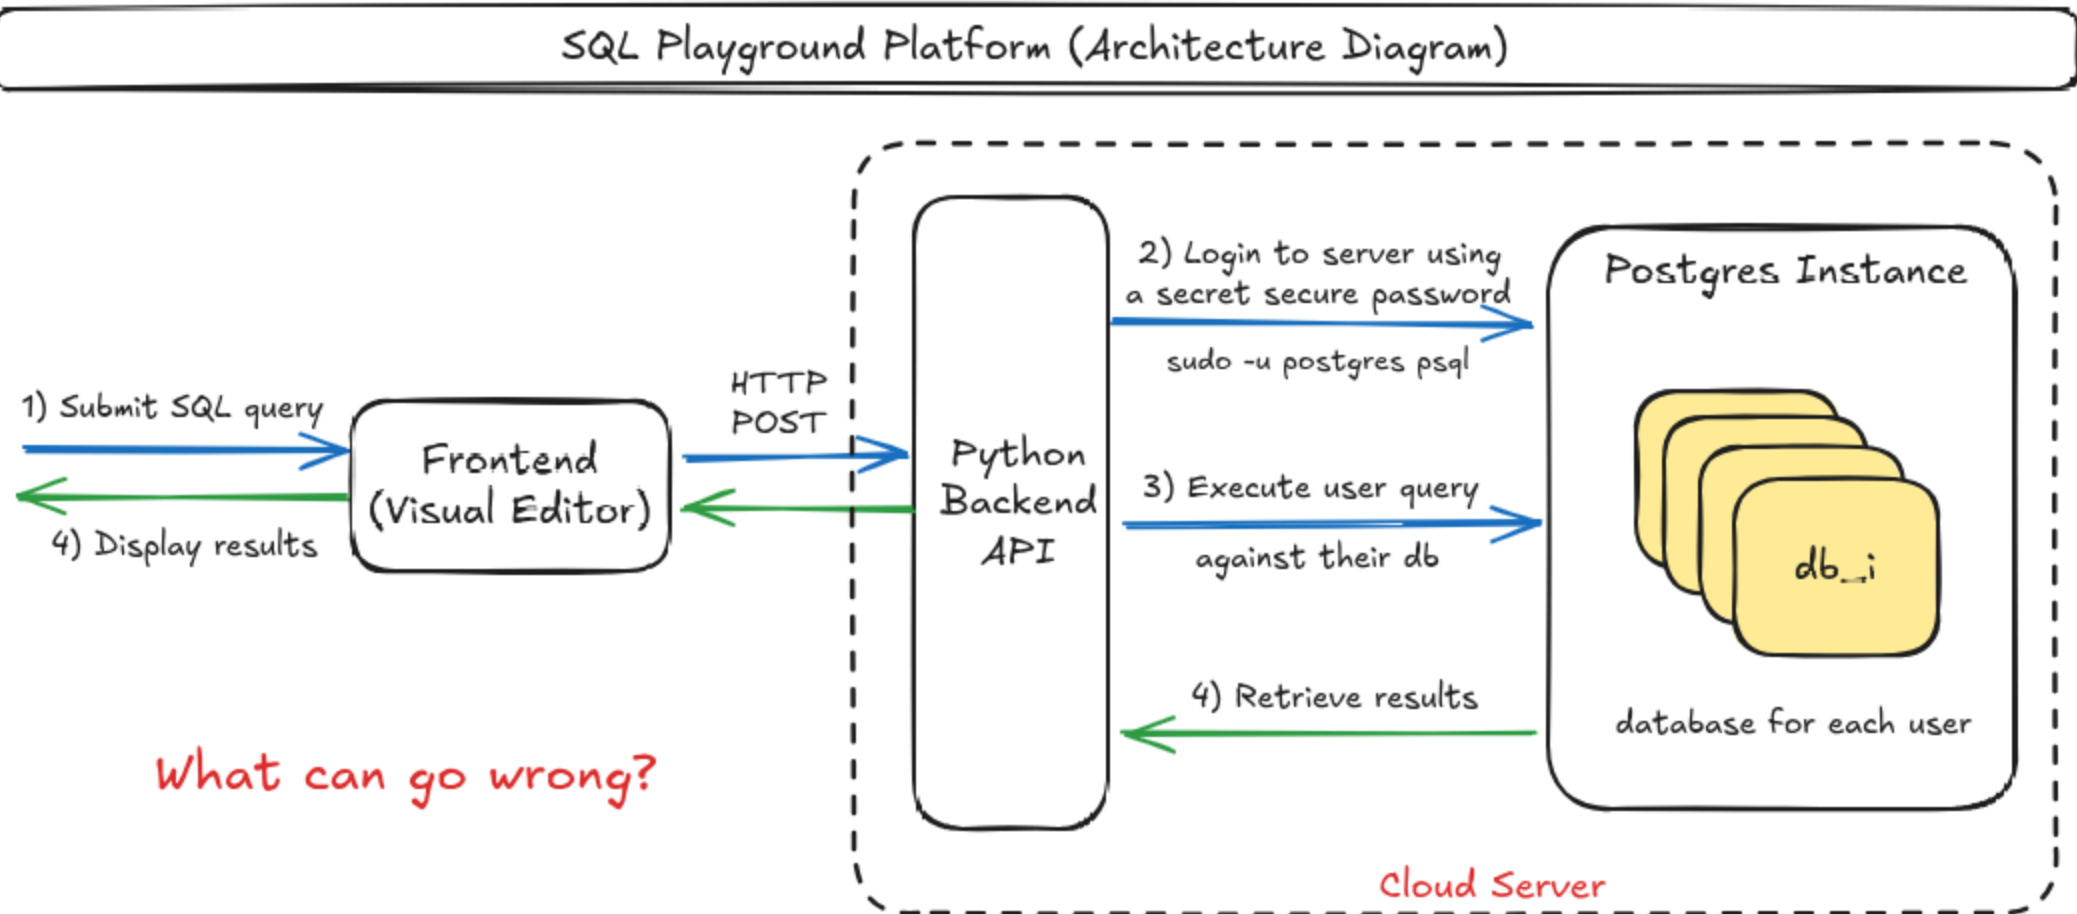 SQL Playground Platform (Architecture Diagram)
1) Submit SQL query
4) Display results
Frontend
(Visual Editor)
HTTP
POST
Python
Backend
API
2) Login to server using
a secret secure password
sudo -u postgres psql
3) Execute user query
against their db
4) Retrieve results
Postgres Instance
db_i
database for each user
What can go wrong?
Cloud Server